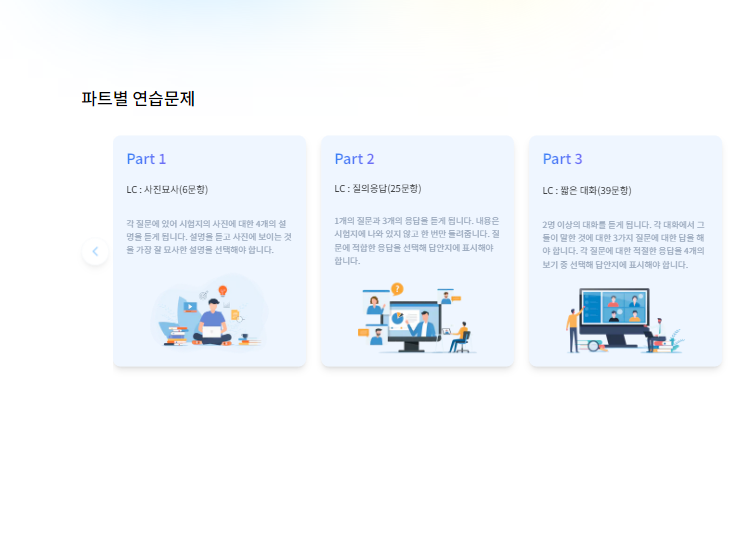 파트별 연습문제
Part 1
LC : 사진묘사(6문항)
각 질문에 있어 시험지의 사진에 대한 4개의 설
명을 듣게 됩니다. 설명을 듣고 사진에 보이는 것
을 가장 잘 묘사한 설명을 선택해야 합니다.
Part 2
LC : 질의응답(25문항)
1개의 질문과 3개의 응답을 듣게 됩니다. 내용은
시험지에 나와 있지 않고 한 번만 들려줍니다. 질
문에 적합한 응답을 선택해 답안지에 표시해야
합니다.
Part 3
LC : 짧은 대화(39문항)
2명 이상의 대화를 듣게 됩니다. 각 대화에서 그
들이 말한 것에 대한 3가지 질문에 대한 답을 해
야 합니다. 각 질문에 대한 적절한 응답을 4개의
보기 중 선택해 답안지에 표시해야 합니다.